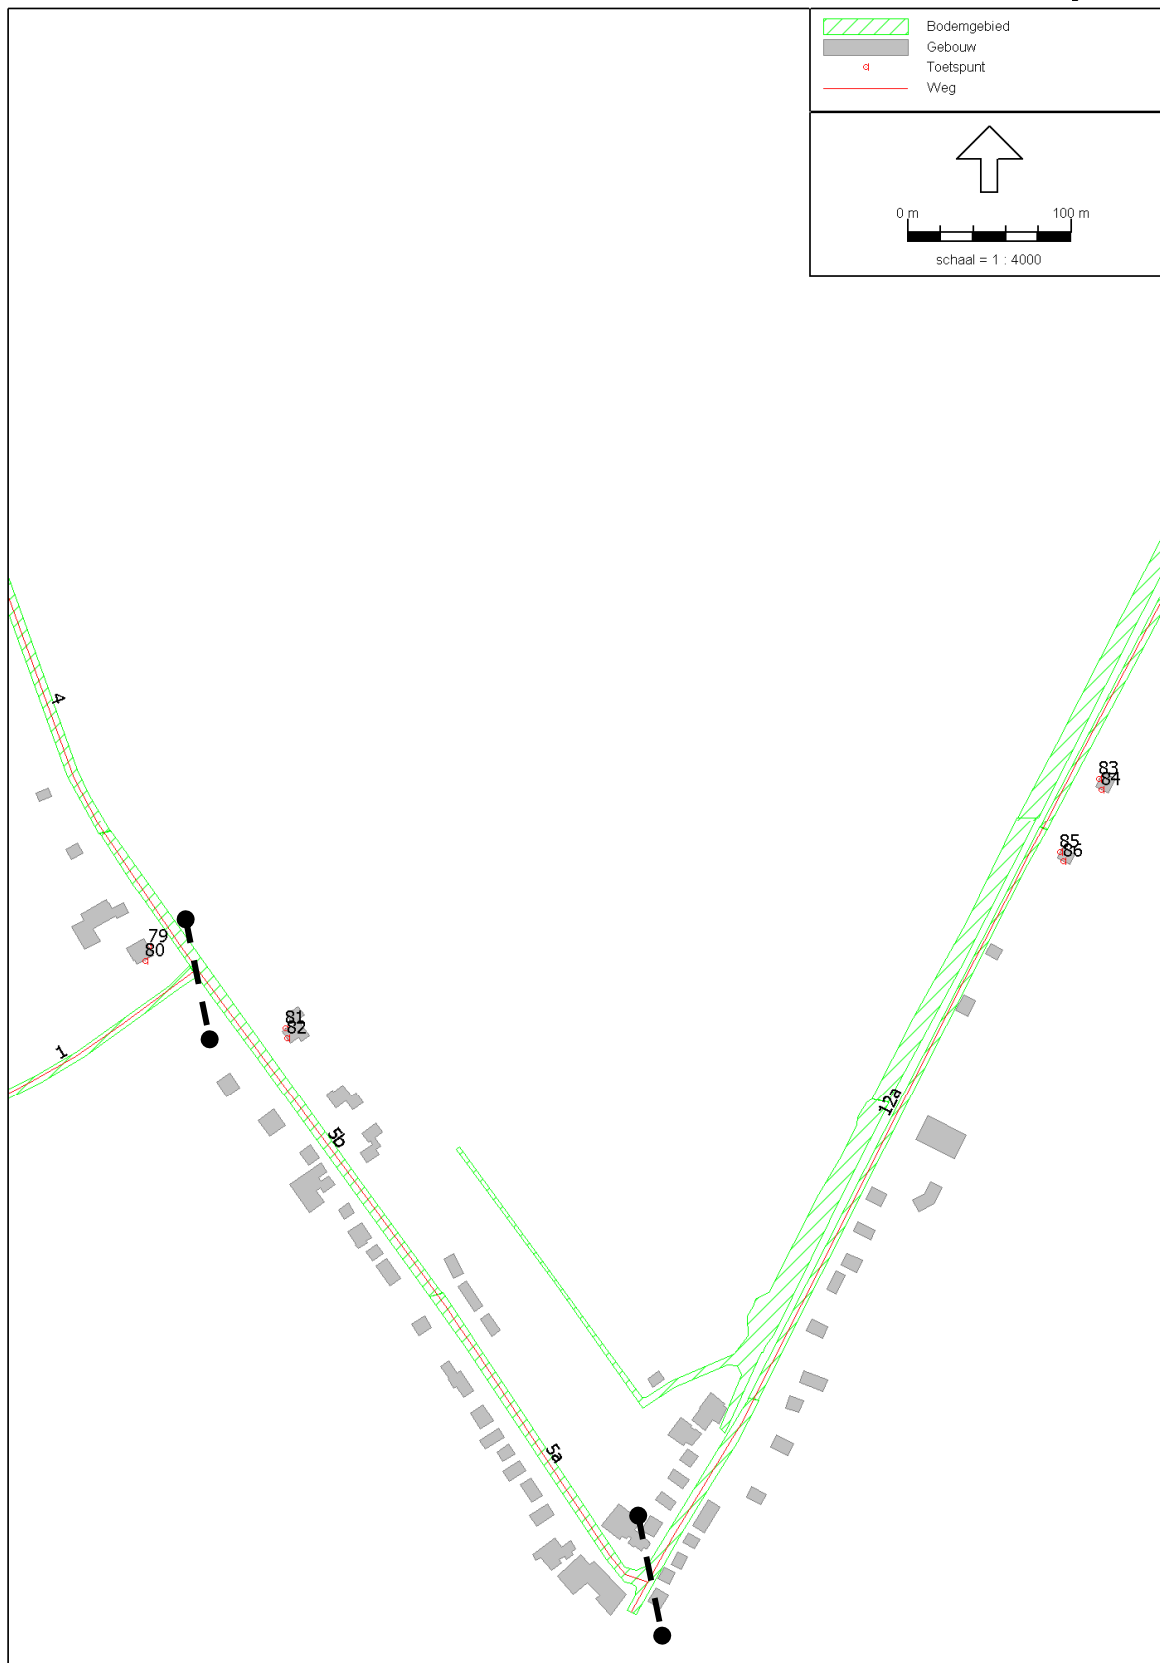 Bodemgebied
Gebouw
Toetspunt
Weg
0 m 100 m
schaal = 1 : 4000
4
83
84
85
86
79
80
81
82
1
12a
5b
5a